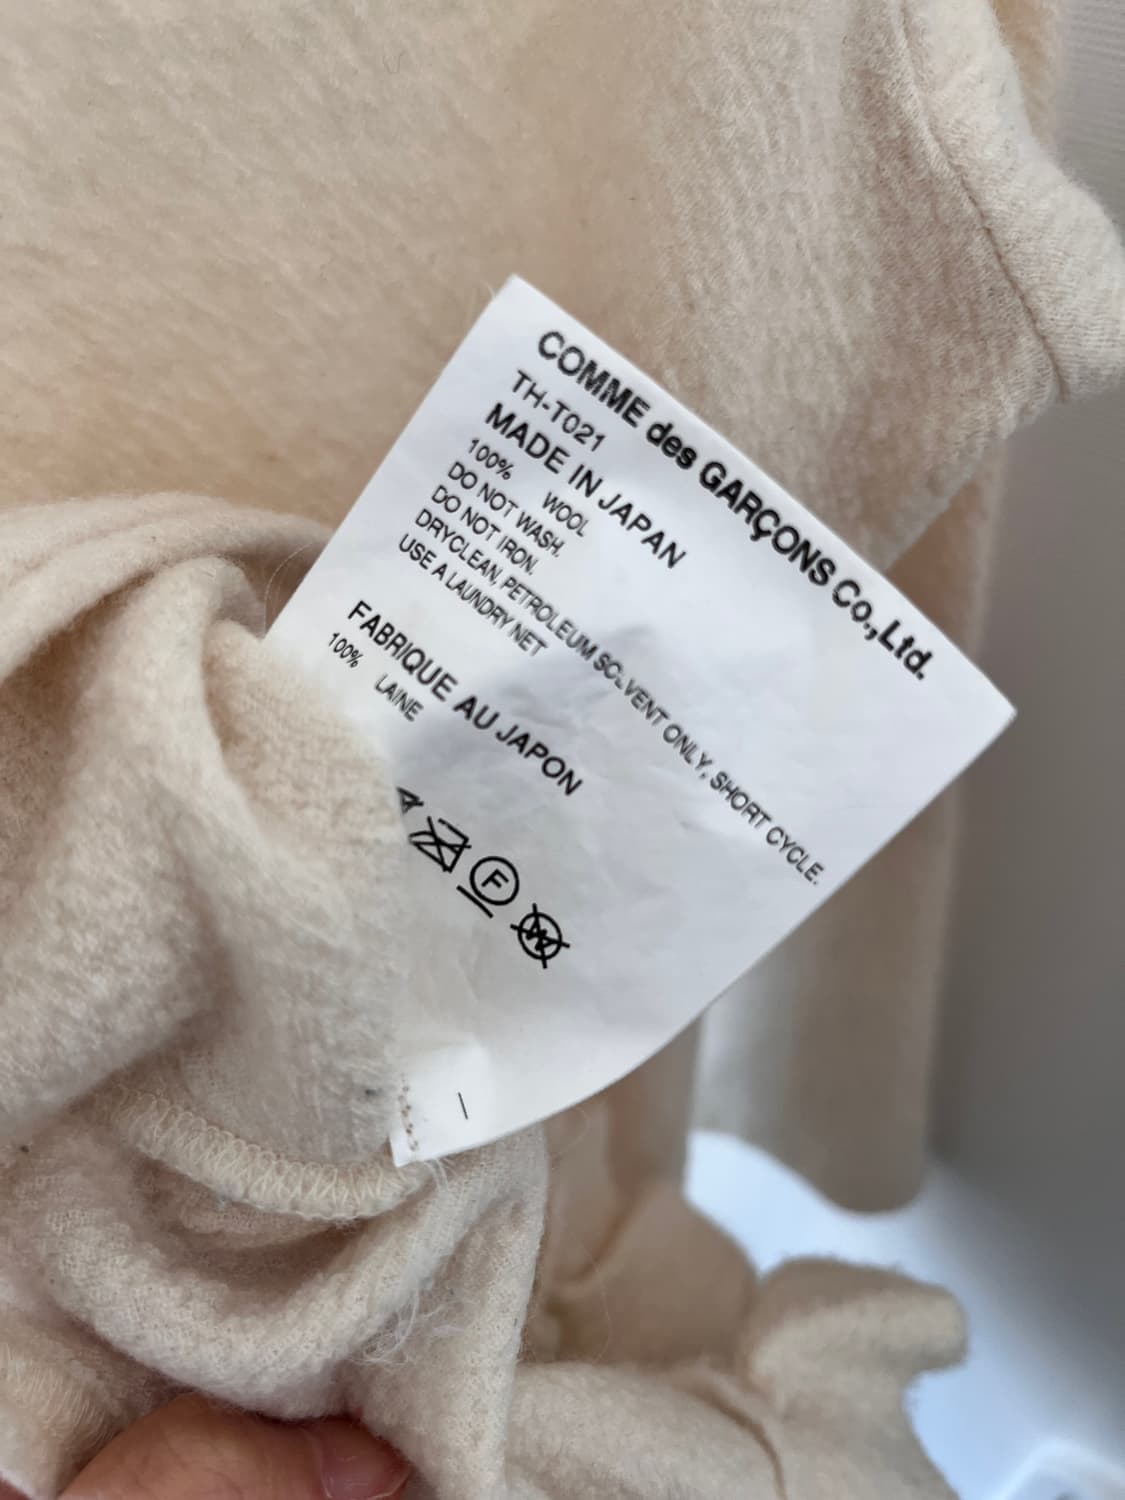 COMME des GARÇONS Co.,Ltd.
TH-T021
MADE IN JAPAN
100% WOOL
DO NOT WASH.
DO NOT IRON.
DRYCLEAN, PETROLEUM SOLVENT ONLY, SHORT CYCLE.
USE A LAUNDRY NET
FABRIQUE AU JAPON
100% LAINE
F
W